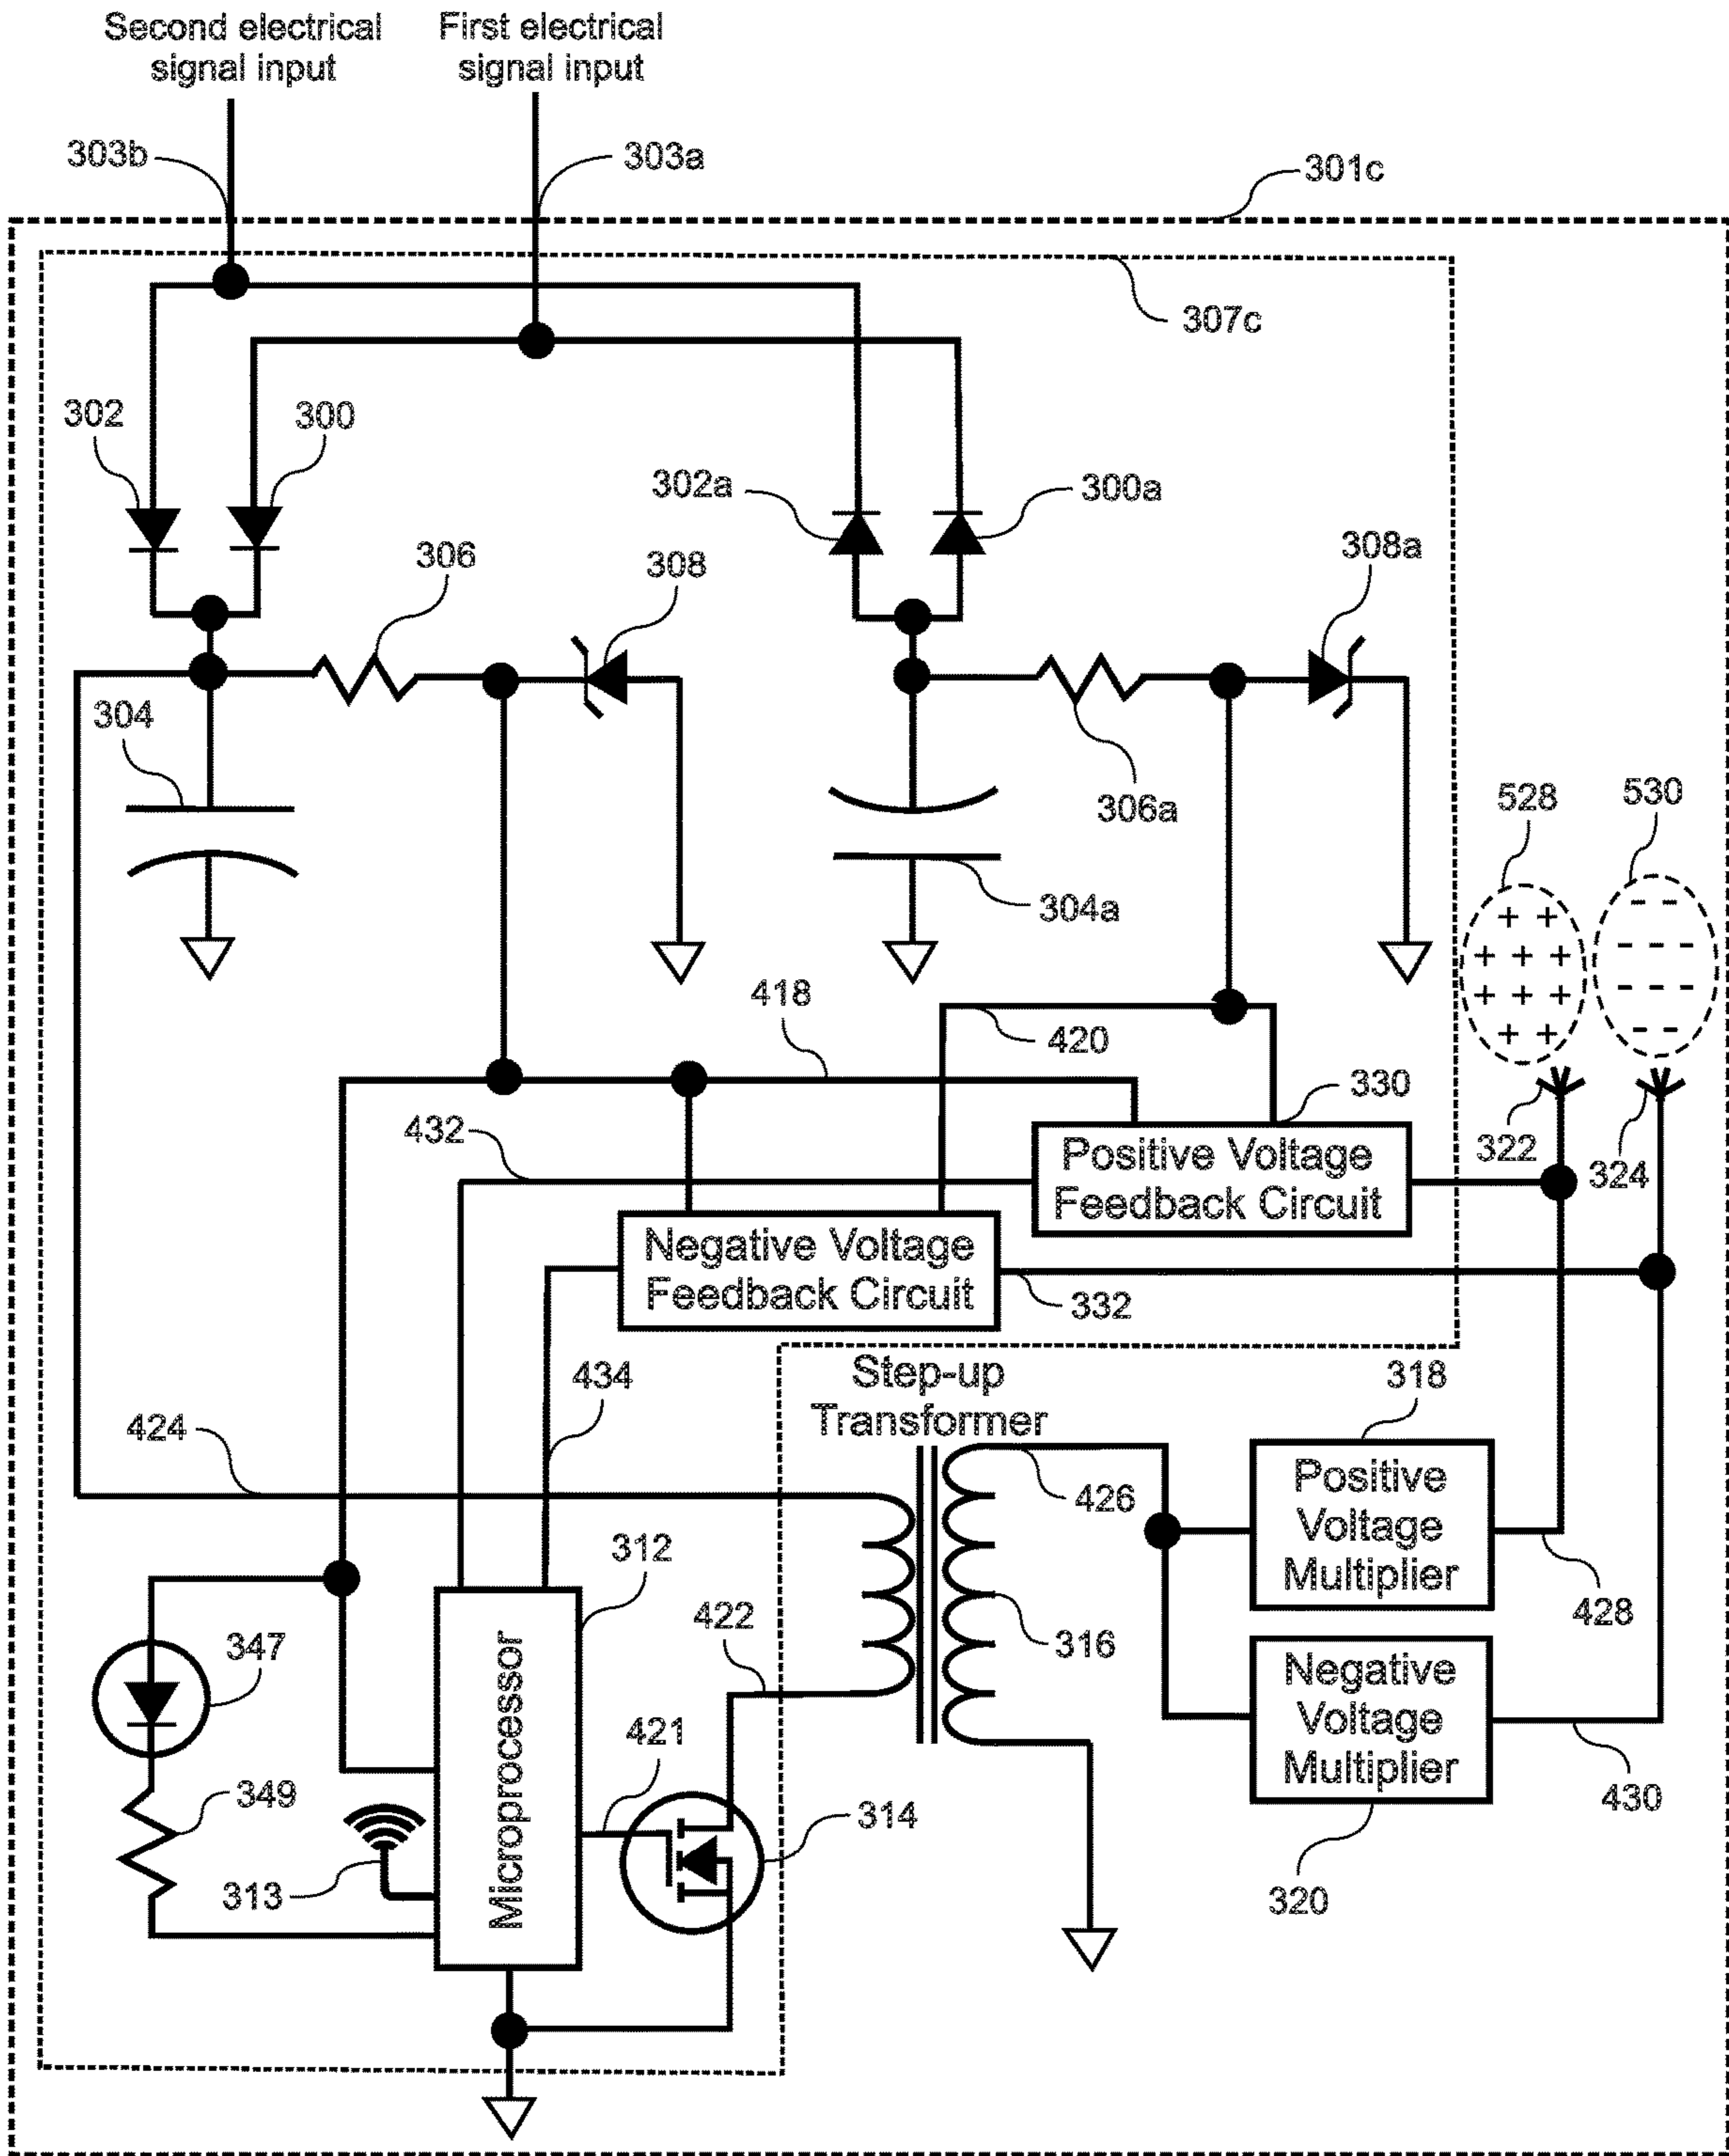 Second electrical
signal input
First electrical
signal input
303b
303a
301c
307c
302
300
302a
300a
306
308
308a
304
306a
528
530
304a
418
420
330
432
322
324
Positive Voltage
Feedback Circuit
Negative Voltage
Feedback Circuit
332
434
Step-up
Transformer
318
424
426
Positive
Voltage
Multiplier
312
422
316
428
347
Negative
Voltage
Multiplier
421
349
314
430
313
Microprocessor
320